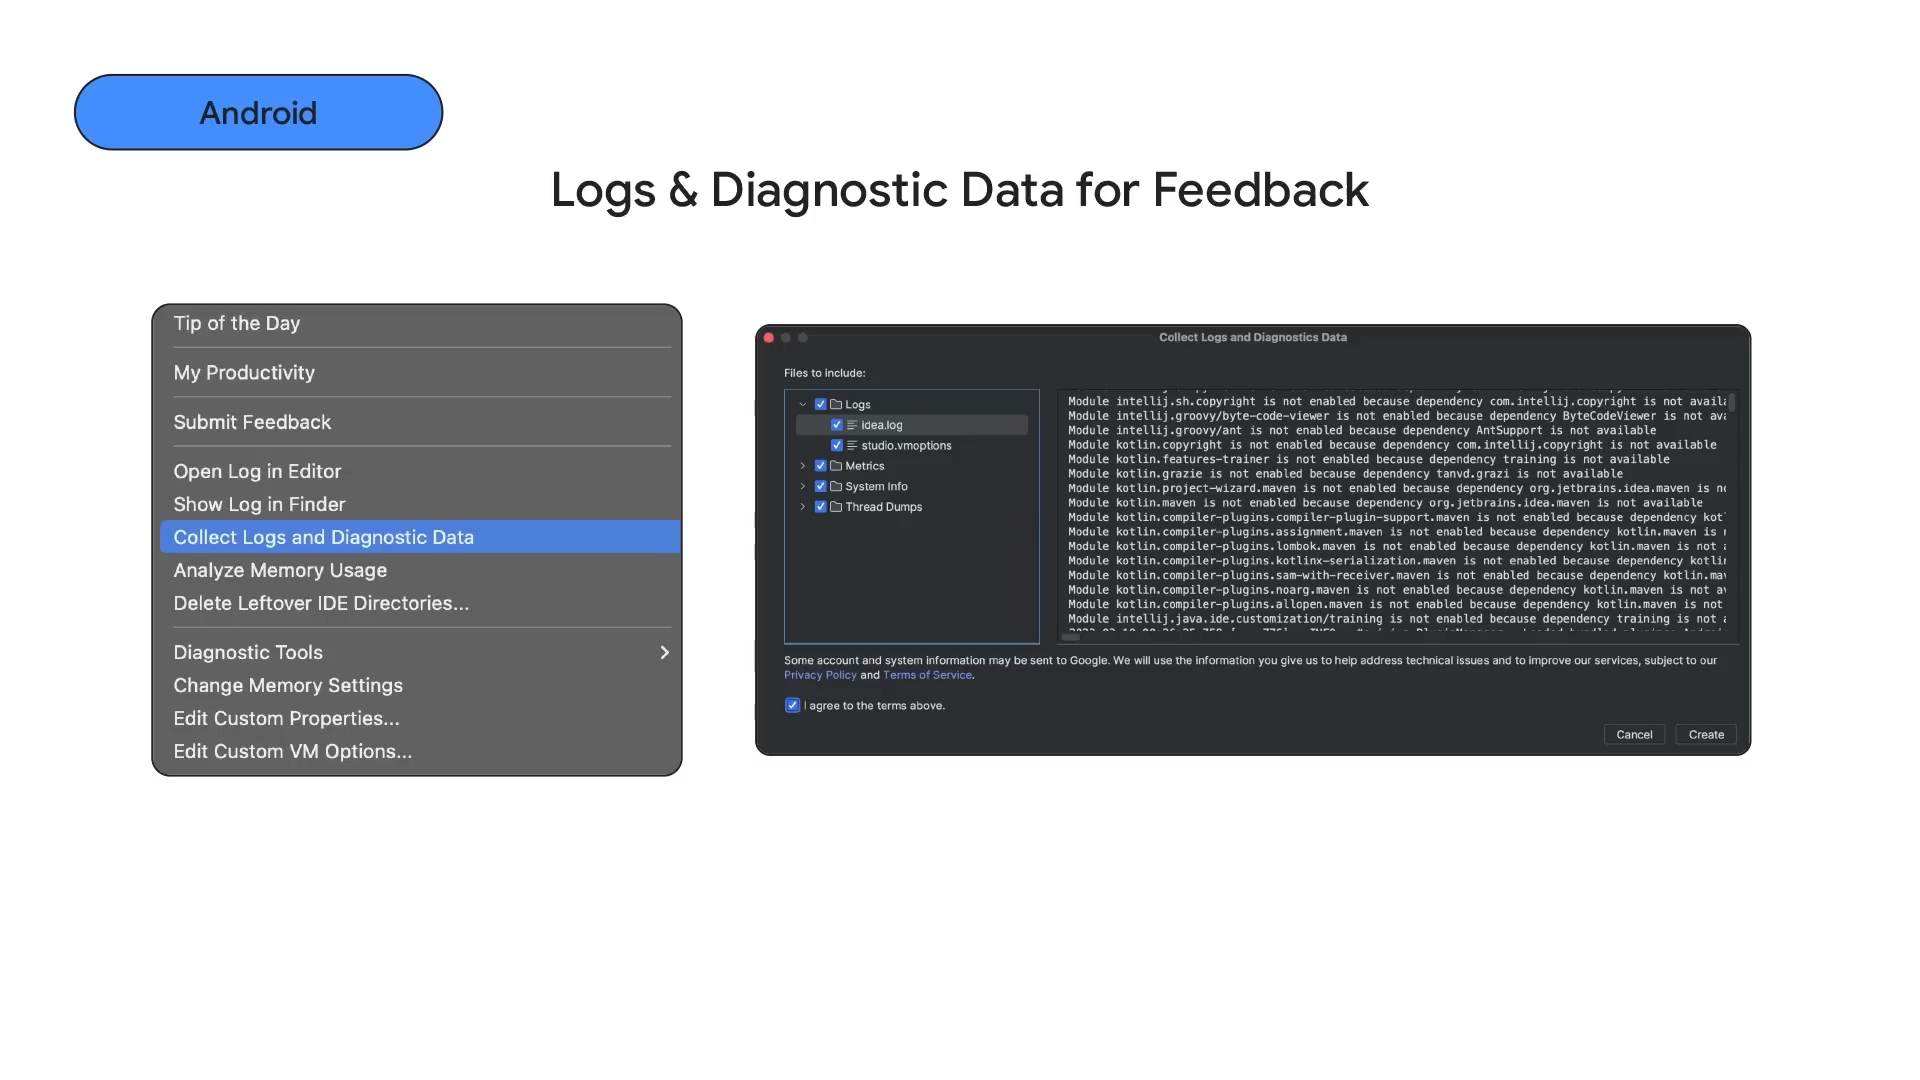 Android
Logs & Diagnostic Data for Feedback
Tip of the Day
My Productivity
Submit Feedback
Open Log in Editor
Show Log in Finder
Collect Logs and Diagnostic Data
Analyze Memory Usage
Delete Leftover IDE Directories...
Diagnostic Tools
Change Memory Settings
Edit Custom Properties...
Edit Custom VM Options...
Collect Logs and Diagnostics Data
Files to include:
Logs
idea.log
studio.vmoptions
Metrics
System Info
Thread Dumps
Module intellij.sh.copyright is not enabled because dependency com.intellij.copyright is not availa
Module intellij.groovy/byte-code-viewer is not enabled because dependency ByteCodeViewer is not ava
Module intellij.groovy/ant is not enabled because dependency AntSupport is not available
Module kotlin.copyright is not enabled because dependency com.intellij.copyright is not available
Module kotlin.features-trainer is not enabled because dependency training is not available
Module kotlin.grazie is not enabled because dependency tanvd.grazi is not available
Module kotlin.project-wizard.maven is not enabled because dependency org.jetbrains.idea.maven is no
Module kotlin.maven is not enabled because dependency org.jetbrains.idea.maven is not available
Module kotlin.compiler-plugins.compiler-plugin-support.maven is not enabled because dependency kot
Module kotlin.compiler-plugins.assignment.maven is not enabled because dependency kotlin.maven is
Module kotlin.compiler-plugins.lombok.maven is not enabled because dependency kotlin.maven is not a
Module kotlin.compiler-plugins.kotlinx-serialization.maven is not enabled because dependency kotlin
Module kotlin.compiler-plugins.sam-with-receiver.maven is not enabled because dependency kotlin.mav
Module kotlin.compiler-plugins.noarg.maven is not enabled because dependency kotlin.maven is not av
Module kotlin.compiler-plugins.allopen.maven is not enabled because dependency kotlin.maven is not
Module intellij.java.ide.customization/training is not enabled because dependency training is not a
Some account and system information may be sent to Google. We will use the information you give us to help address technical issues and to improve our services, subject to our
Privacy Policy and Terms of Service.
I agree to the terms above.
Cancel
Create